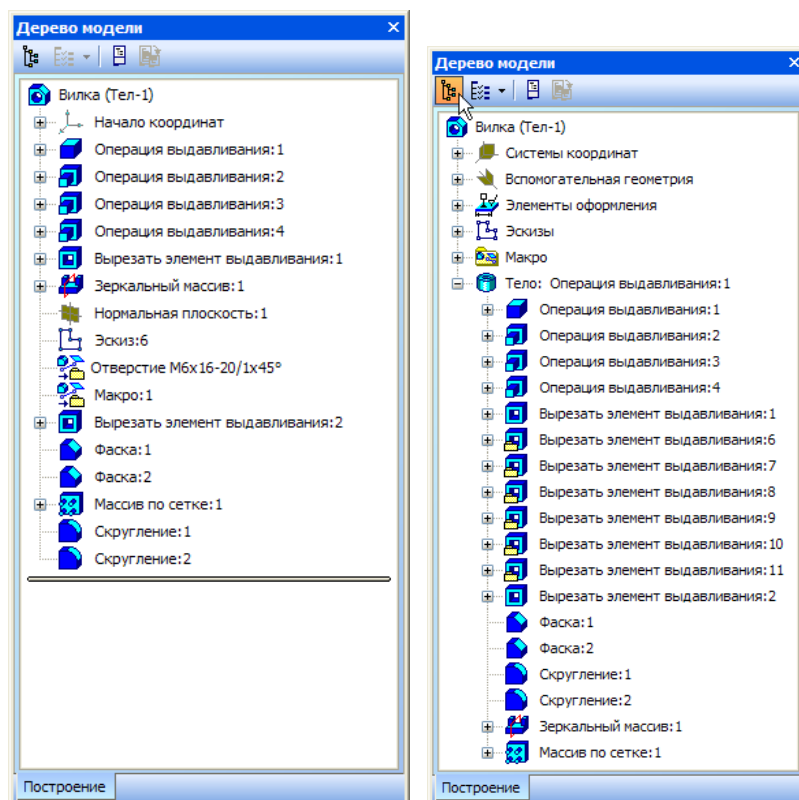 Дерево модели
Вилка (Тел-1)
Начало координат
Операция выдавливания:1
Операция выдавливания:2
Операция выдавливания:3
Операция выдавливания:4
Вырезать элемент выдавливания:1
Зеркальный массив:1
Нормальная плоскость:1
Эскиз:6
Отверстие М6х16-20/1х45°
Макро:1
Вырезать элемент выдавливания:2
Фаска:1
Фаска:2
Массив по сетке:1
Скругление:1
Скругление:2
Построение
Дерево модели
Вилка (Тел-1)
Системы координат
Вспомогательная геометрия
Элементы оформления
Эскизы
Макро
Тело: Операция выдавливания:1
Операция выдавливания:1
Операция выдавливания:2
Операция выдавливания:3
Операция выдавливания:4
Вырезать элемент выдавливания:1
Вырезать элемент выдавливания:6
Вырезать элемент выдавливания:7
Вырезать элемент выдавливания:8
Вырезать элемент выдавливания:9
Вырезать элемент выдавливания:10
Вырезать элемент выдавливания:11
Вырезать элемент выдавливания:2
Фаска:1
Фаска:2
Скругление:1
Скругление:2
Зеркальный массив:1
Массив по сетке:1
Построение